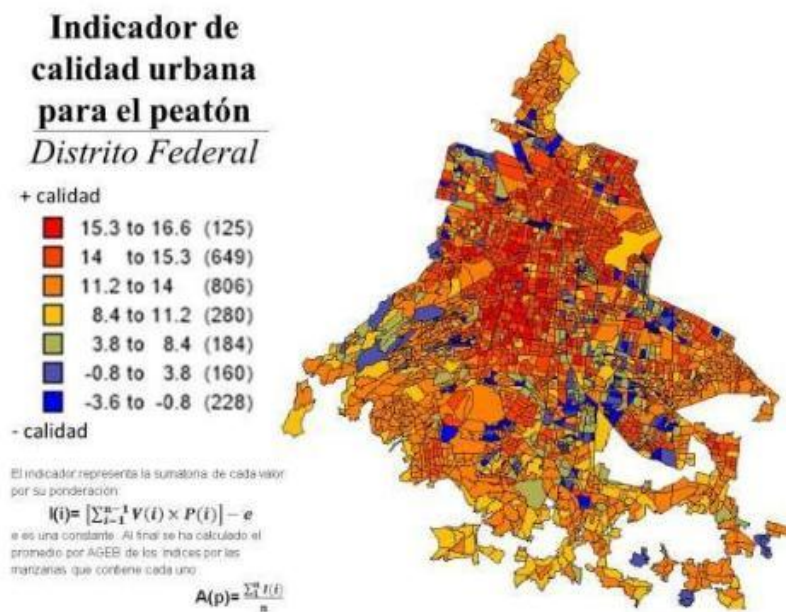 Indicador de
calidad urbana
para el peatón
Distrito Federal
+ calidad
15.3 to 16.6 (125)
14 to 15.3 (649)
11.2 to 14 (806)
8.4 to 11.2 (280)
3.8 to 8.4 (184)
-0.8 to 3.8 (160)
-3.6 to -0.8 (228)
- calidad
El indicador representa la sumatoria de cada valor
por su ponderación:
I(i)= [∑ⁿ⁻¹ᵢ₌₁ V(i) × P(i)] − e
e es una constante. Al final se ha calculado el
promedio por AGEB de los índices por las
manzanas que contiene cada uno
A(p)= ∑ⁿ₁ I(i) / n